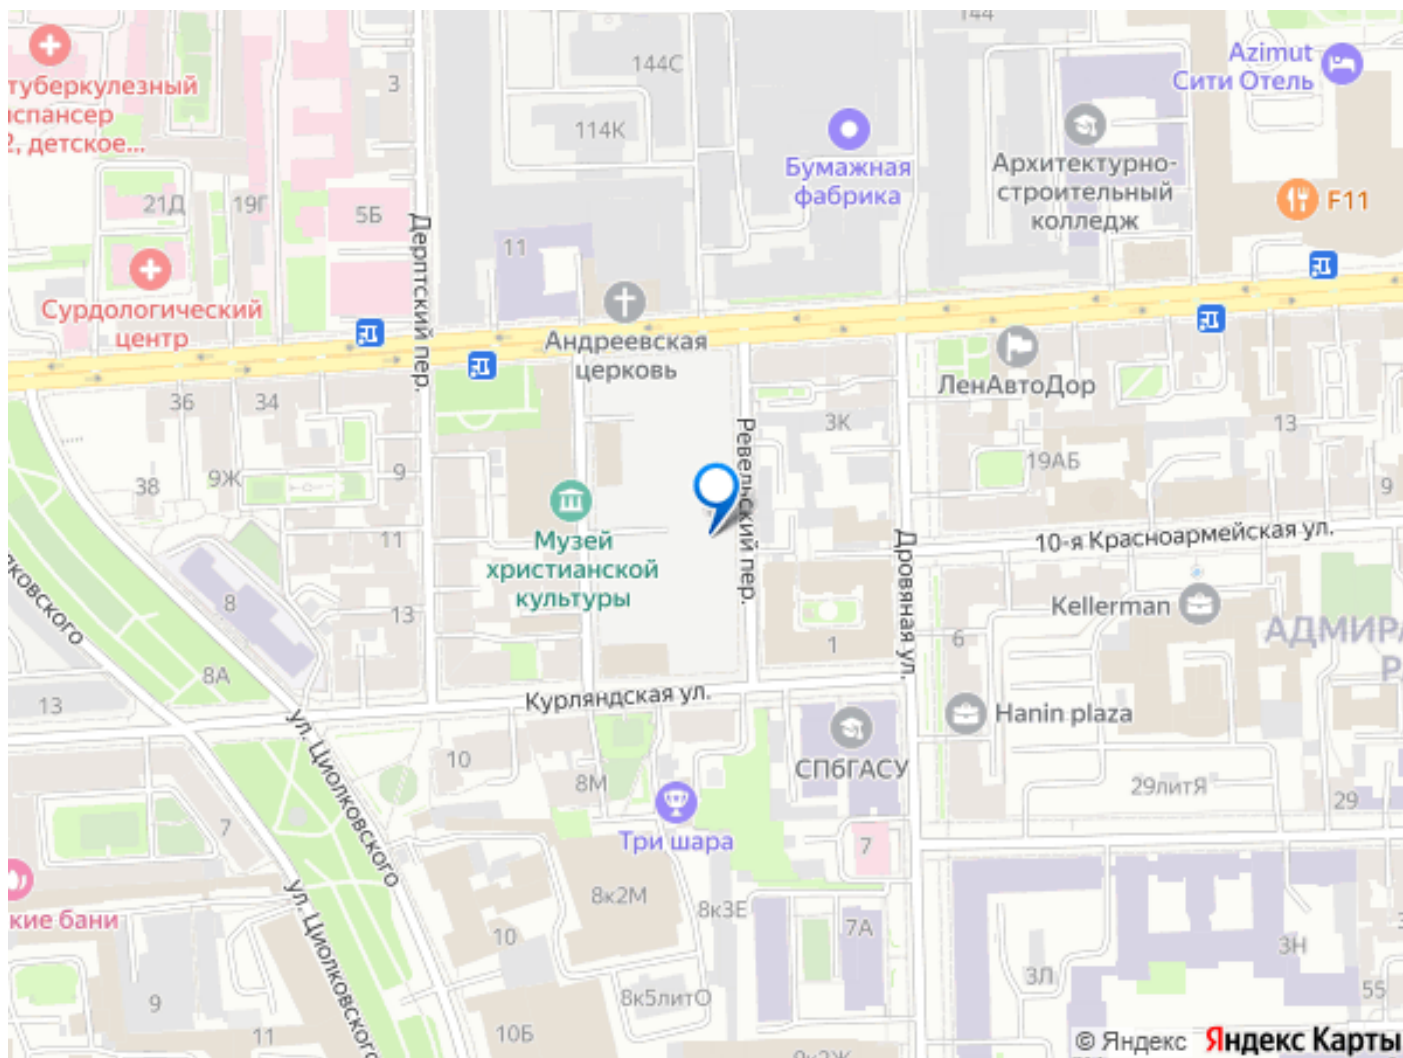 144
144С
3
Azimut
Сити Отель
туберкулезный
испансер
2, детское...
114К
Бумажная
фабрика
Архитектурно-
строительный
колледж
F11
21Д
19Г
5Б
Дерптский пер.
11
Сурдологический
центр
Андреевская
церковь
ЛенАвтоДор
36
34
3К
13
Ревельский пер.
38
9Ж
9
19АБ
9
Музей
христианской
культуры
11
10-я Красноармейская ул.
Дровяная ул.
8
13
Kellerman
АДМИРА
Р
1
6
олковского
8А
Курляндская ул.
13
Hanin plaza
ул. Циолковского
10
8М
СПбГАСУ
29литЯ
29
7
Три шара
7
ул. Циолковского
кие бани
8к2М
8к3Е
7А
10
3Н
3Л
9
8к5литО
55
11
10Б
8к2Ж
© Яндекс Яндекс Карты